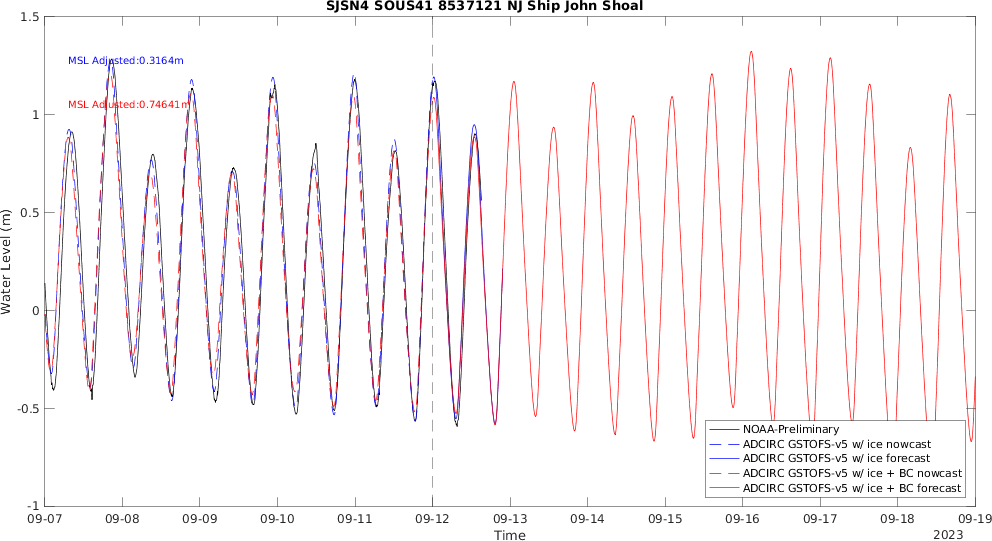 SJSN4 SOUS41 8537121 NJ Ship John Shoal
1.5
MSL Adjusted:0.3164m
MSL Adjusted:0.74641m
1
0.5
Water Level (m)
0
-0.5
-1
NOAA-Preliminary
ADCIRC GSTOFS-v5 w/ ice nowcast
ADCIRC GSTOFS-v5 w/ ice forecast
ADCIRC GSTOFS-v5 w/ ice + BC nowcast
ADCIRC GSTOFS-v5 w/ ice + BC forecast
09-07 09-08 09-09 09-10 09-11 09-12 09-13 09-14 09-15 09-16 09-17 09-18 09-19
Time
2023